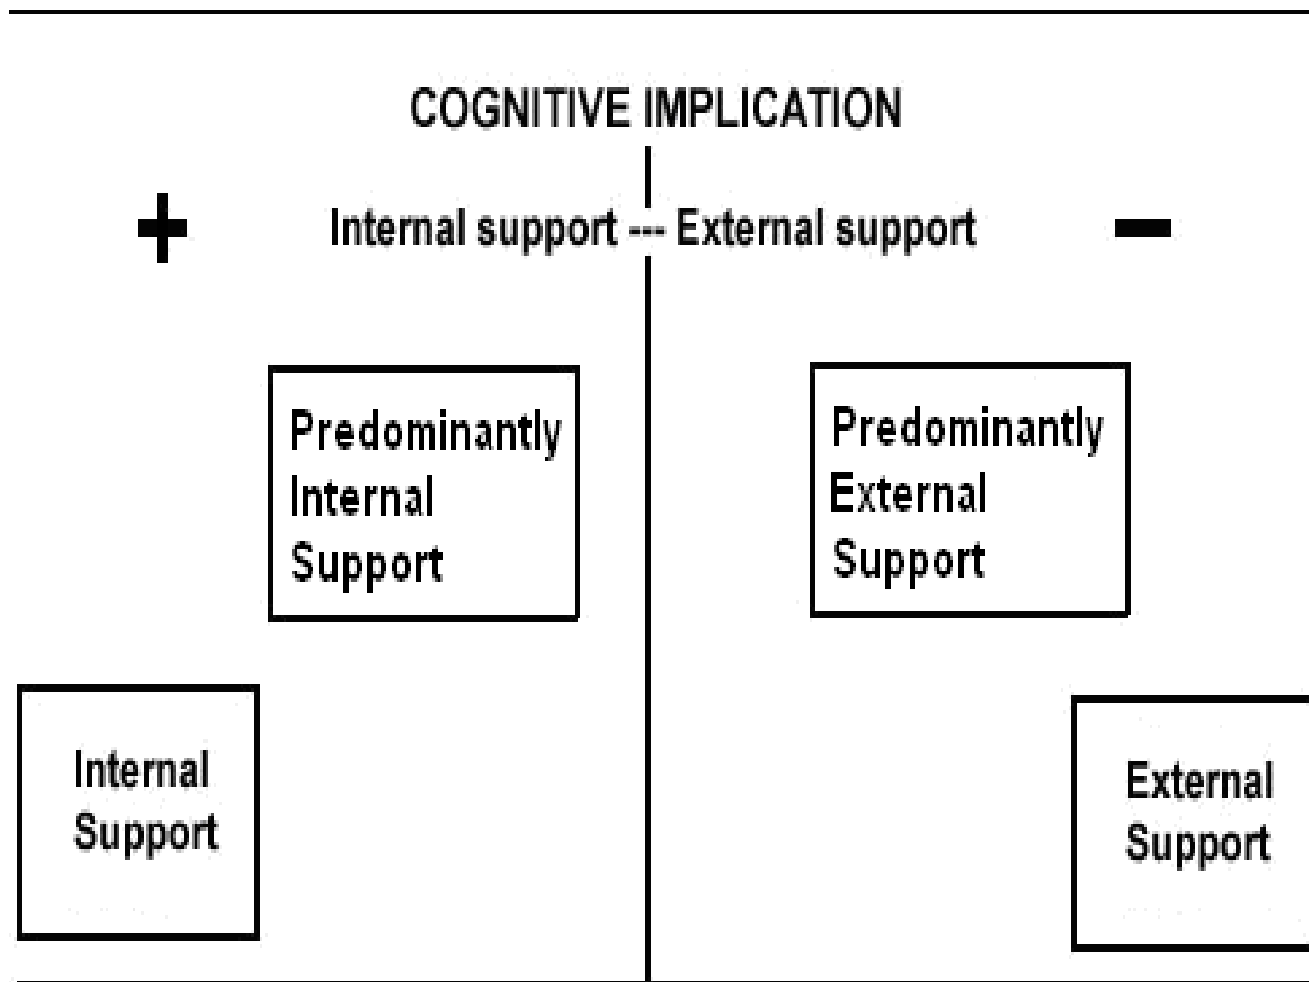 COGNITIVE IMPLICATION
+ Internal support --- External support -
Predominantly
Internal
Support
Predominantly
External
Support
Internal
Support
External
Support